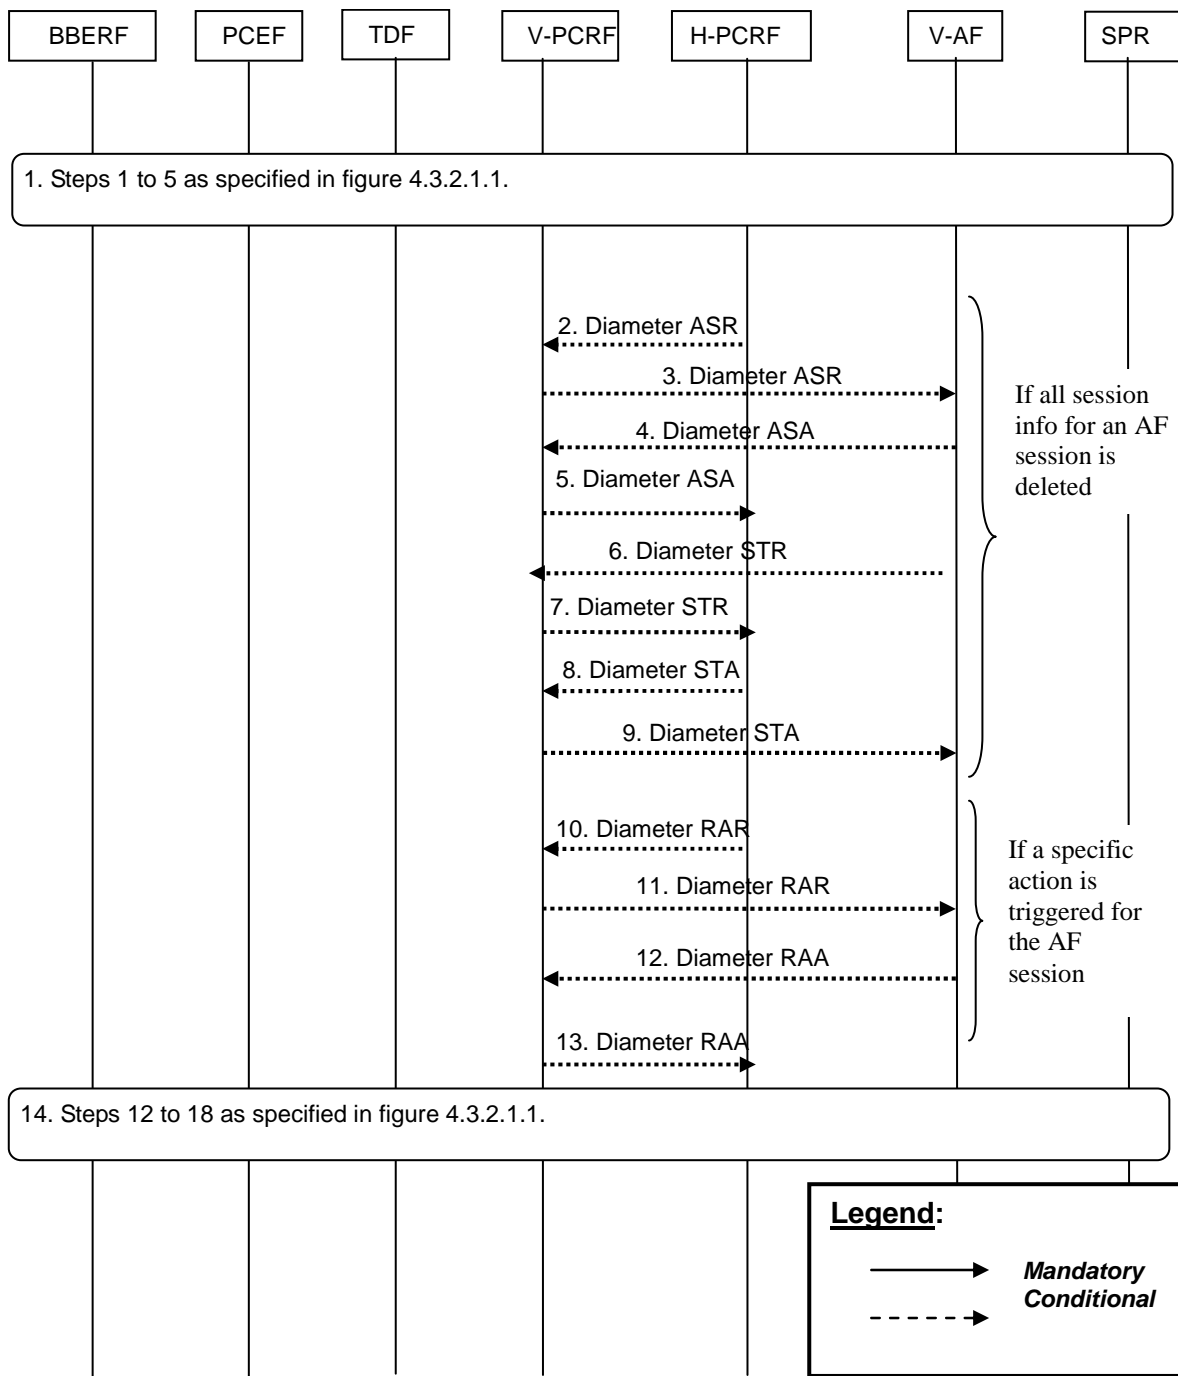 BBERF
PCEF
TDF
V-PCRF
H-PCRF
V-AF
SPR
1. Steps 1 to 5 as specified in figure 4.3.2.1.1.
2. Diameter ASR
3. Diameter ASR
4. Diameter ASA
5. Diameter ASA
6. Diameter STR
7. Diameter STR
8. Diameter STA
9. Diameter STA
If all session
info for an AF
session is
deleted
10. Diameter RAR
11. Diameter RAR
12. Diameter RAA
13. Diameter RAA
If a specific
action is
triggered for
the AF
session
14. Steps 12 to 18 as specified in figure 4.3.2.1.1.
Legend:
Mandatory
Conditional